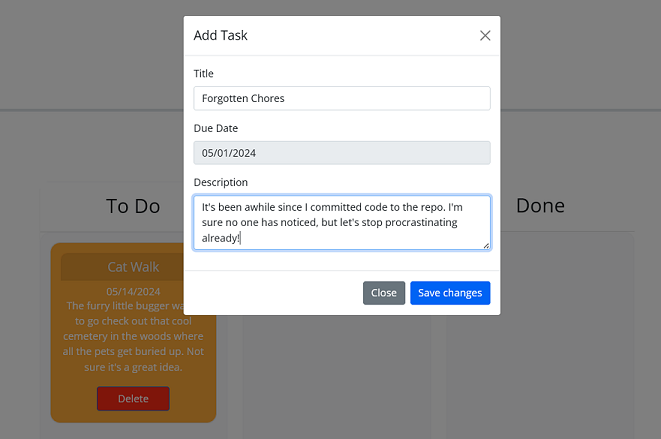 Add Task
Title
Forgotten Chores
Due Date
05/01/2024
Description
It's been awhile since I committed code to the repo. I'm
sure no one has noticed, but let's stop procrastinating
already!
Close
Save changes
To Do
Done
Cat Walk
05/14/2024
The furry little bugger
to go check out that cool
cemetery in the woods where
all the pets get buried up. Not
sure it's a great idea.
Delete